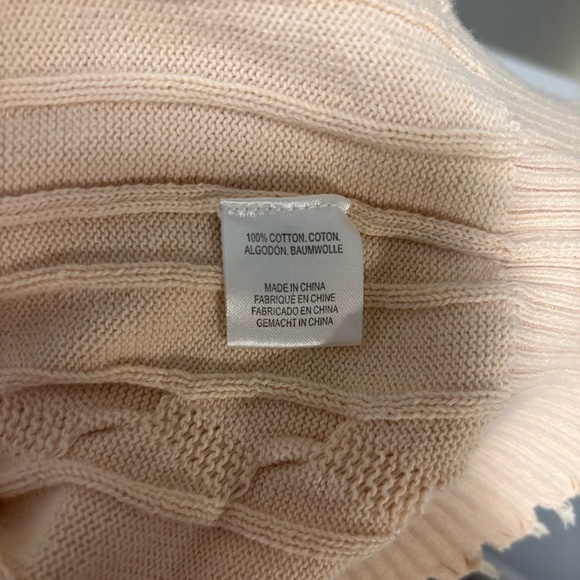 100% COTTON, COTON,
ALGODÓN, BAUMWOLLE
MADE IN CHINA
FABRIQUÉ EN CHINE
FABRICADO EN CHINA
GEMACHT IN CHINA